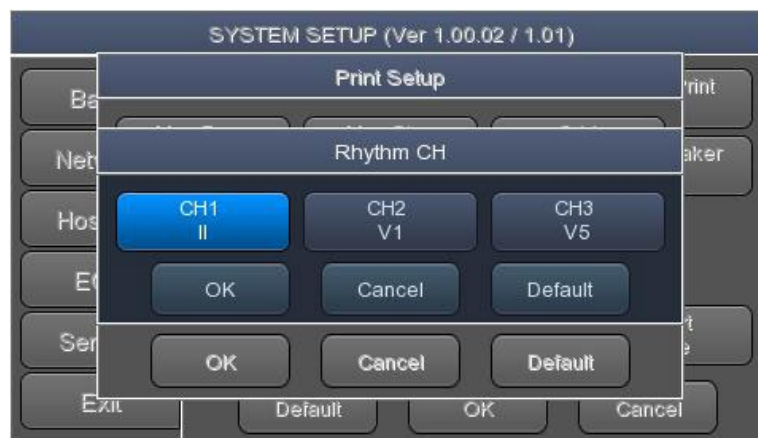 SYSTEM SETUP (Ver 1.00.02 / 1.01)
Print Setup
Rhythm CH
CH1
II
CH2
V1
CH3
V5
OK
Cancel
Default
OK
Cancel
Default
Exit
Default
OK
Cancel